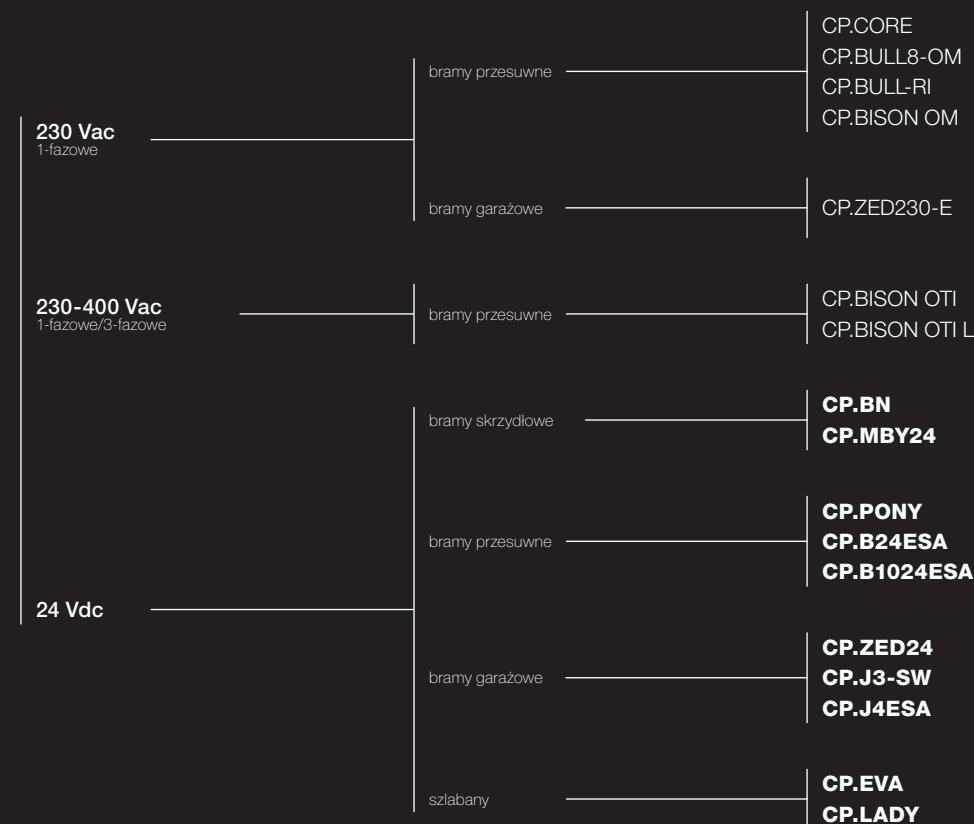 230 Vac
1-fazowe
bramy przesuwne
CP.CORE
CP.BULL8-OM
CP.BULL-RI
CP.BISON OM
bramy garażowe
CP.ZED230-E
230-400 Vac
1-fazowe/3-fazowe
bramy przesuwne
CP.BISON OTI
CP.BISON OTI L
24 Vdc
bramy skrzydłowe
CP.BN
CP.MBY24
bramy przesuwne
CP.PONY
CP.B24ESA
CP.B1024ESA
bramy garażowe
CP.ZED24
CP.J3-SW
CP.J4ESA
szlabany
CP.EVA
CP.LADY